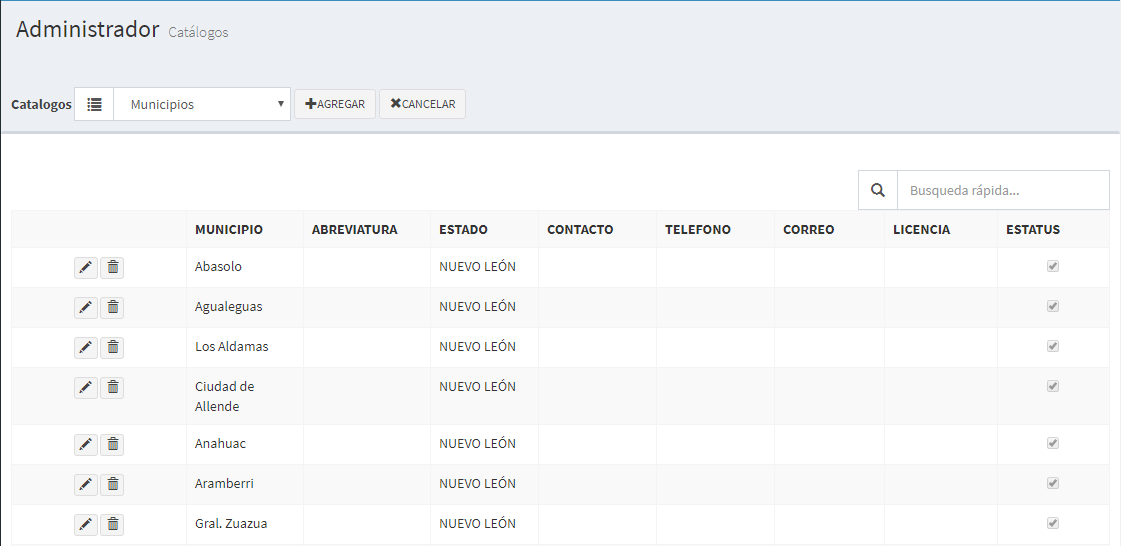 Administrador Catálogos
Catalogos Municipios AGREGAR CANCELAR
Busqueda rápida...
MUNICIPIO ABREVIATURA ESTADO CONTACTO TELEFONO CORREO LICENCIA ESTATUS
Abasolo NUEVO LEÓN
Agualeguas NUEVO LEÓN
Los Aldamas NUEVO LEÓN
Ciudad de NUEVO LEÓN
Allende
Anahuac NUEVO LEÓN
Aramberri NUEVO LEÓN
Gral. Zuazua NUEVO LEÓN